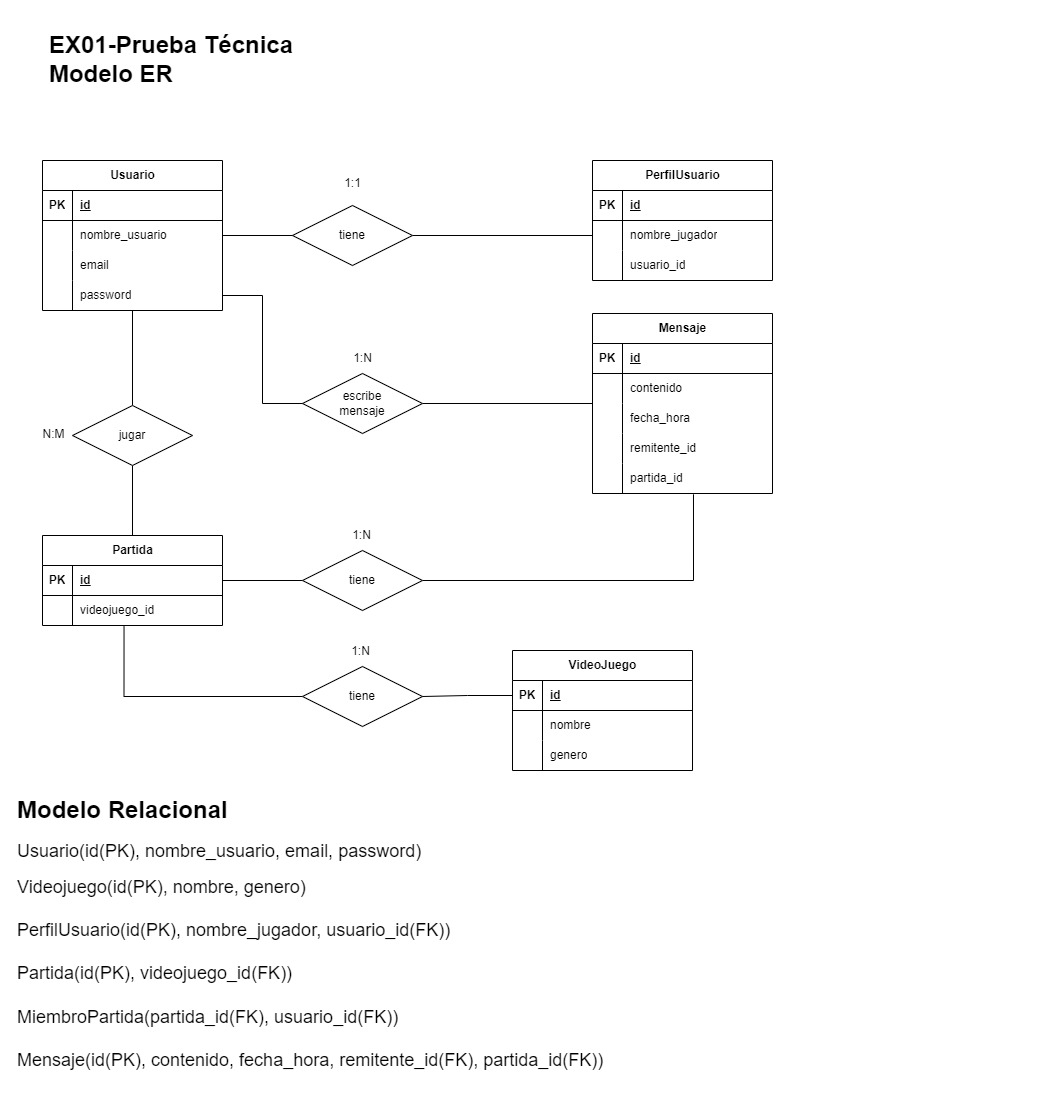 EX01-Prueba Técnica
Modelo ER
Usuario
PK id
nombre_usuario
email
password
1:1
tiene
PerfilUsuario
PK id
nombre_jugador
usuario_id
1:N
escribe
mensaje
Mensaje
PK id
contenido
fecha_hora
remitente_id
partida_id
N:M
jugar
Partida
PK id
videojuego_id
1:N
tiene
1:N
tiene
VideoJuego
PK id
nombre
genero
Modelo Relacional
Usuario(id(PK), nombre_usuario, email, password)
Videojuego(id(PK), nombre, genero)
PerfilUsuario(id(PK), nombre_jugador, usuario_id(FK))
Partida(id(PK), videojuego_id(FK))
MiembroPartida(partida_id(FK), usuario_id(FK))
Mensaje(id(PK), contenido, fecha_hora, remitente_id(FK), partida_id(FK))